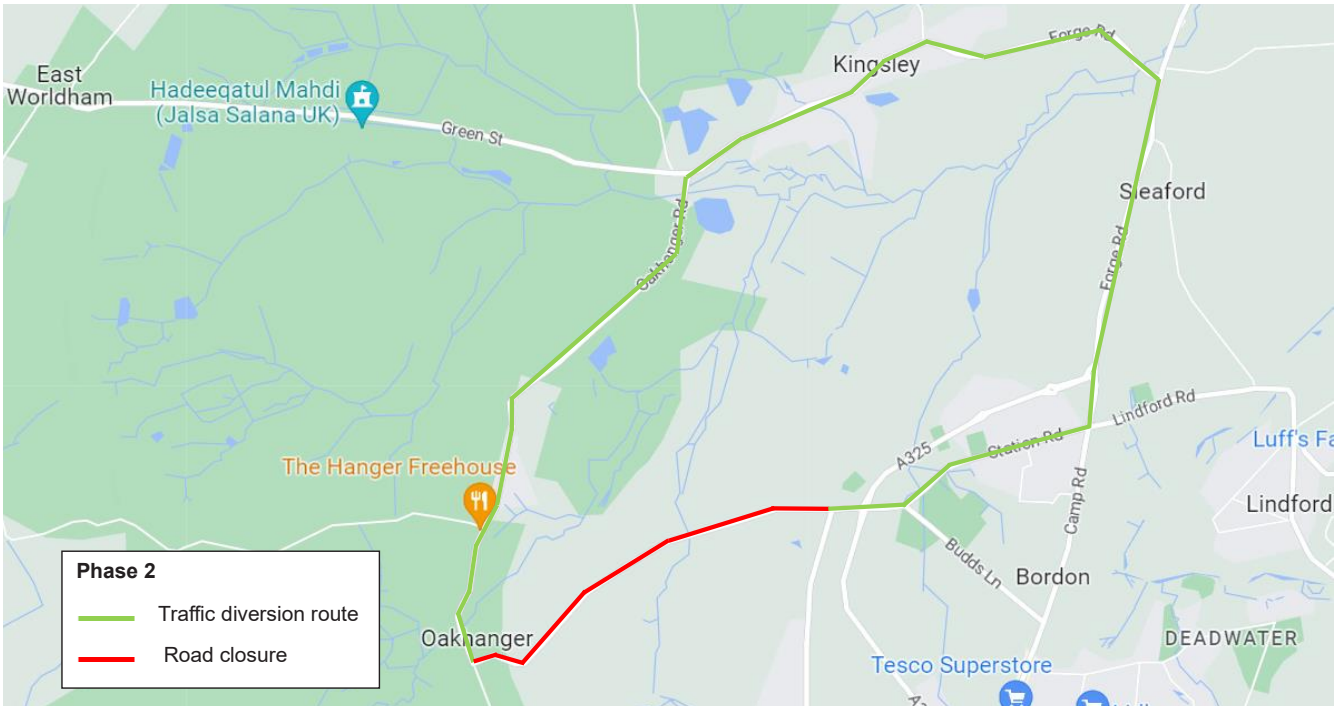 Forge Rd
Kingsley
East
Worldham
Hadeeqatul Mahdi
(Jalsa Salana UK)
Green St
Sleaford
Oakhanger Rd
Forge Rd
Lindford Rd
A325
Station Rd
Luff's Fa
The Hanger Freehouse
Camp Rd
Lindford
Budds Ln
Bordon
Phase 2
Traffic diversion route
Road closure
Oakhanger
DEADWATER
Tesco Superstore